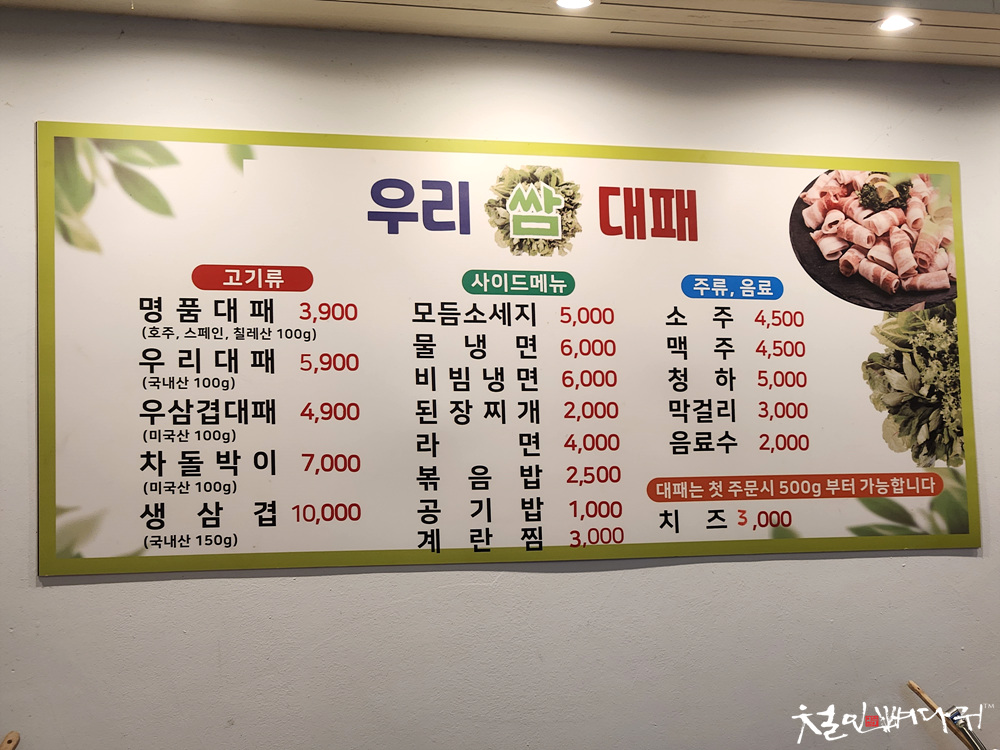 우리 쌈 대패
고기류
명품대패 3,900
(호주, 스페인, 칠레산 100g)
우리대패 5,900
(국내산 100g)
우삼겹대패 4,900
(미국산 100g)
차돌박이 7,000
(미국산 100g)
생삼겹 10,000
(국내산 150g)
사이드메뉴
모듬소세지 5,000
물냉면 6,000
비빔냉면 6,000
된장찌개 2,000
라면 4,000
볶음밥 2,500
공기밥 1,000
계란찜 3,000
주류, 음료
소주 4,500
맥주 4,500
청하 5,000
막걸리 3,000
음료수 2,000
대패는 첫 주문시 500g 부터 가능합니다
치즈 3,000
철민뼈다귀™